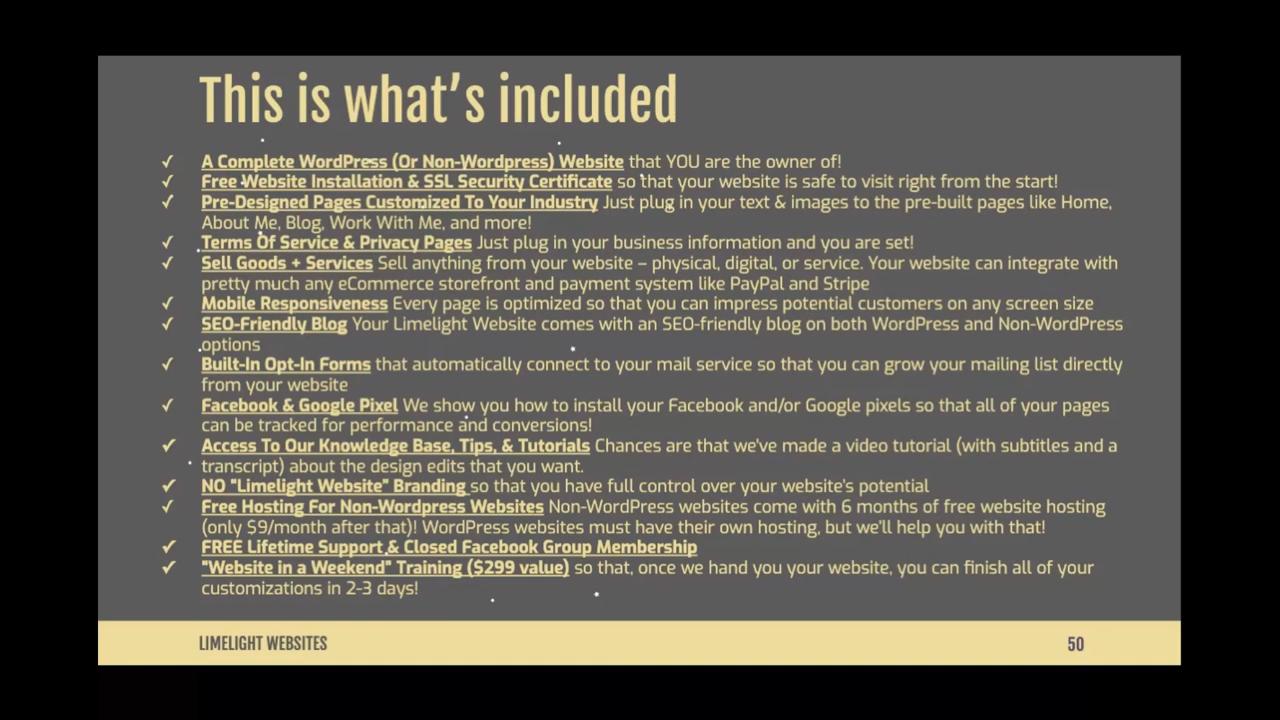 This is what's included
✓ A Complete WordPress (Or Non-Wordpress) Website that YOU are the owner of!
✓ Free Website Installation & SSL Security Certificate so that your website is safe to visit right from the start!
✓ Pre-Designed Pages Customized To Your Industry Just plug in your text & images to the pre-built pages like Home,
About Me, Blog, Work With Me, and more!
✓ Terms Of Service & Privacy Pages Just plug in your business information and you are set!
✓ Sell Goods + Services Sell anything from your website – physical, digital, or service. Your website can integrate with
pretty much any eCommerce storefront and payment system like PayPal and Stripe
✓ Mobile Responsiveness Every page is optimized so that you can impress potential customers on any screen size
✓ SEO-Friendly Blog Your Limelight Website comes with an SEO-friendly blog on both WordPress and Non-WordPress
options
✓ Built-In Opt-In Forms that automatically connect to your mail service so that you can grow your mailing list directly
from your website
✓ Facebook & Google Pixel We show you how to install your Facebook and/or Google pixels so that all of your pages
can be tracked for performance and conversions!
✓ Access To Our Knowledge Base, Tips, & Tutorials Chances are that we've made a video tutorial (with subtitles and a
transcript) about the design edits that you want.
✓ NO "Limelight Website" Branding so that you have full control over your website's potential
✓ Free Hosting For Non-Wordpress Websites Non-WordPress websites come with 6 months of free website hosting
(only $9/month after that)! WordPress websites must have their own hosting, but we'll help you with that!
✓ FREE Lifetime Support & Closed Facebook Group Membership
✓ "Website in a Weekend" Training ($299 value) so that, once we hand you your website, you can finish all of your
customizations in 2-3 days!
LIMELIGHT WEBSITES
50